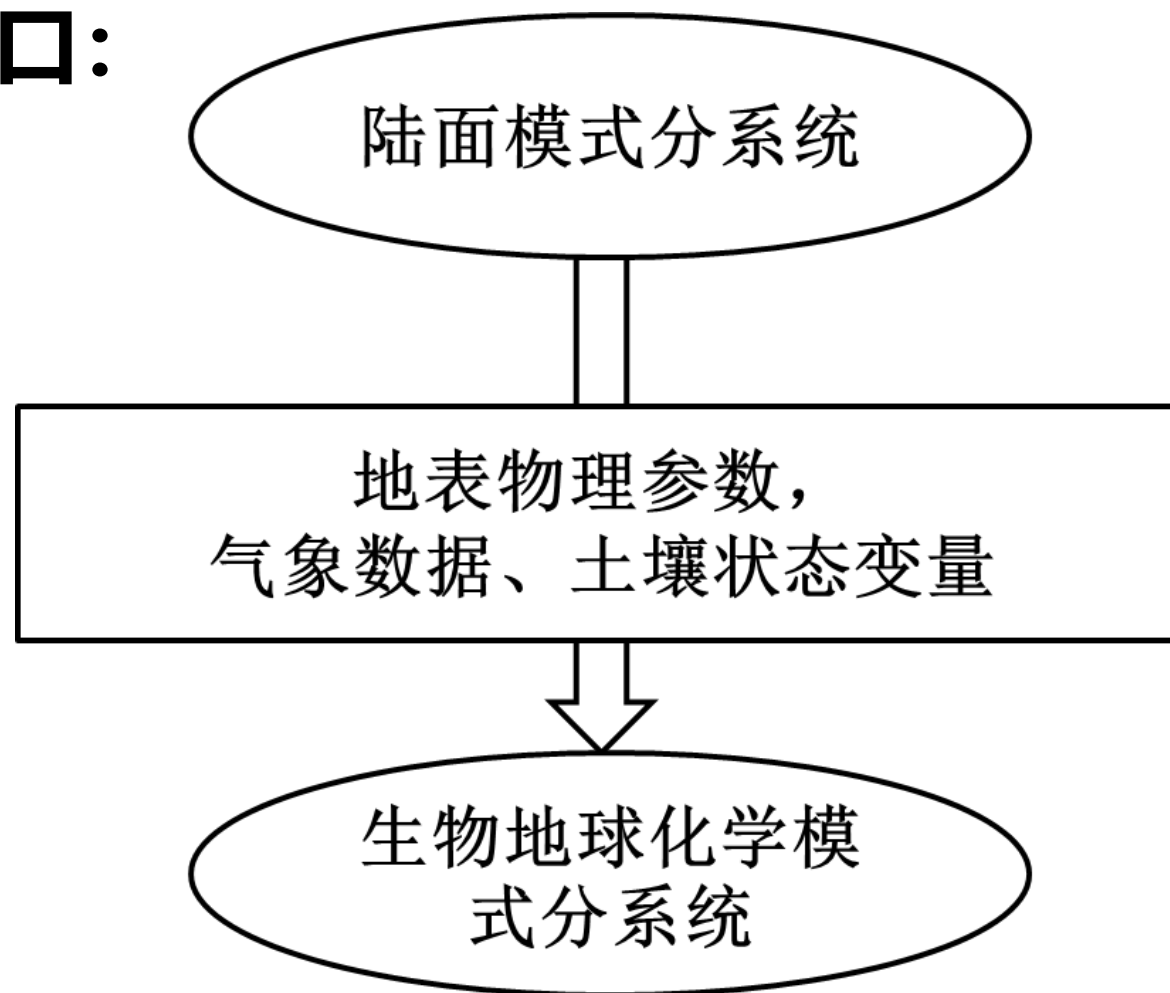 口：
陆面模式分系统
地表物理参数，
气象数据、土壤状态变量
生物地球化学模
式分系统